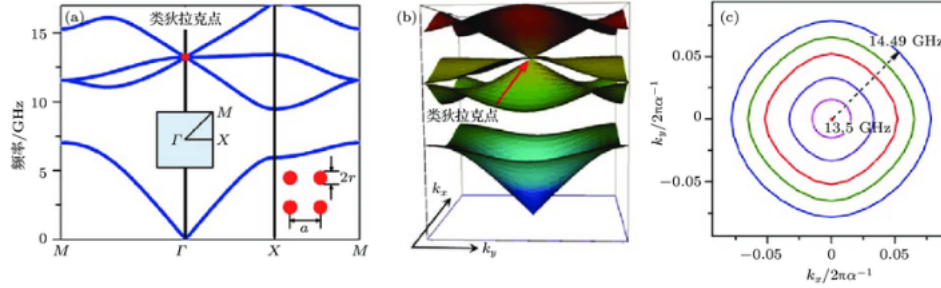 (a)
类狄拉克点
15
10
5
0
频率/GHz
M
Γ
X
M
Γ
X
M
2r
a
(b)
类狄拉克点
k_x
k_y
(c)
14.49 GHz
13.5 GHz
0.05
0
−0.05
k_y/2πα⁻¹
−0.05
0
0.05
k_x/2πα⁻¹